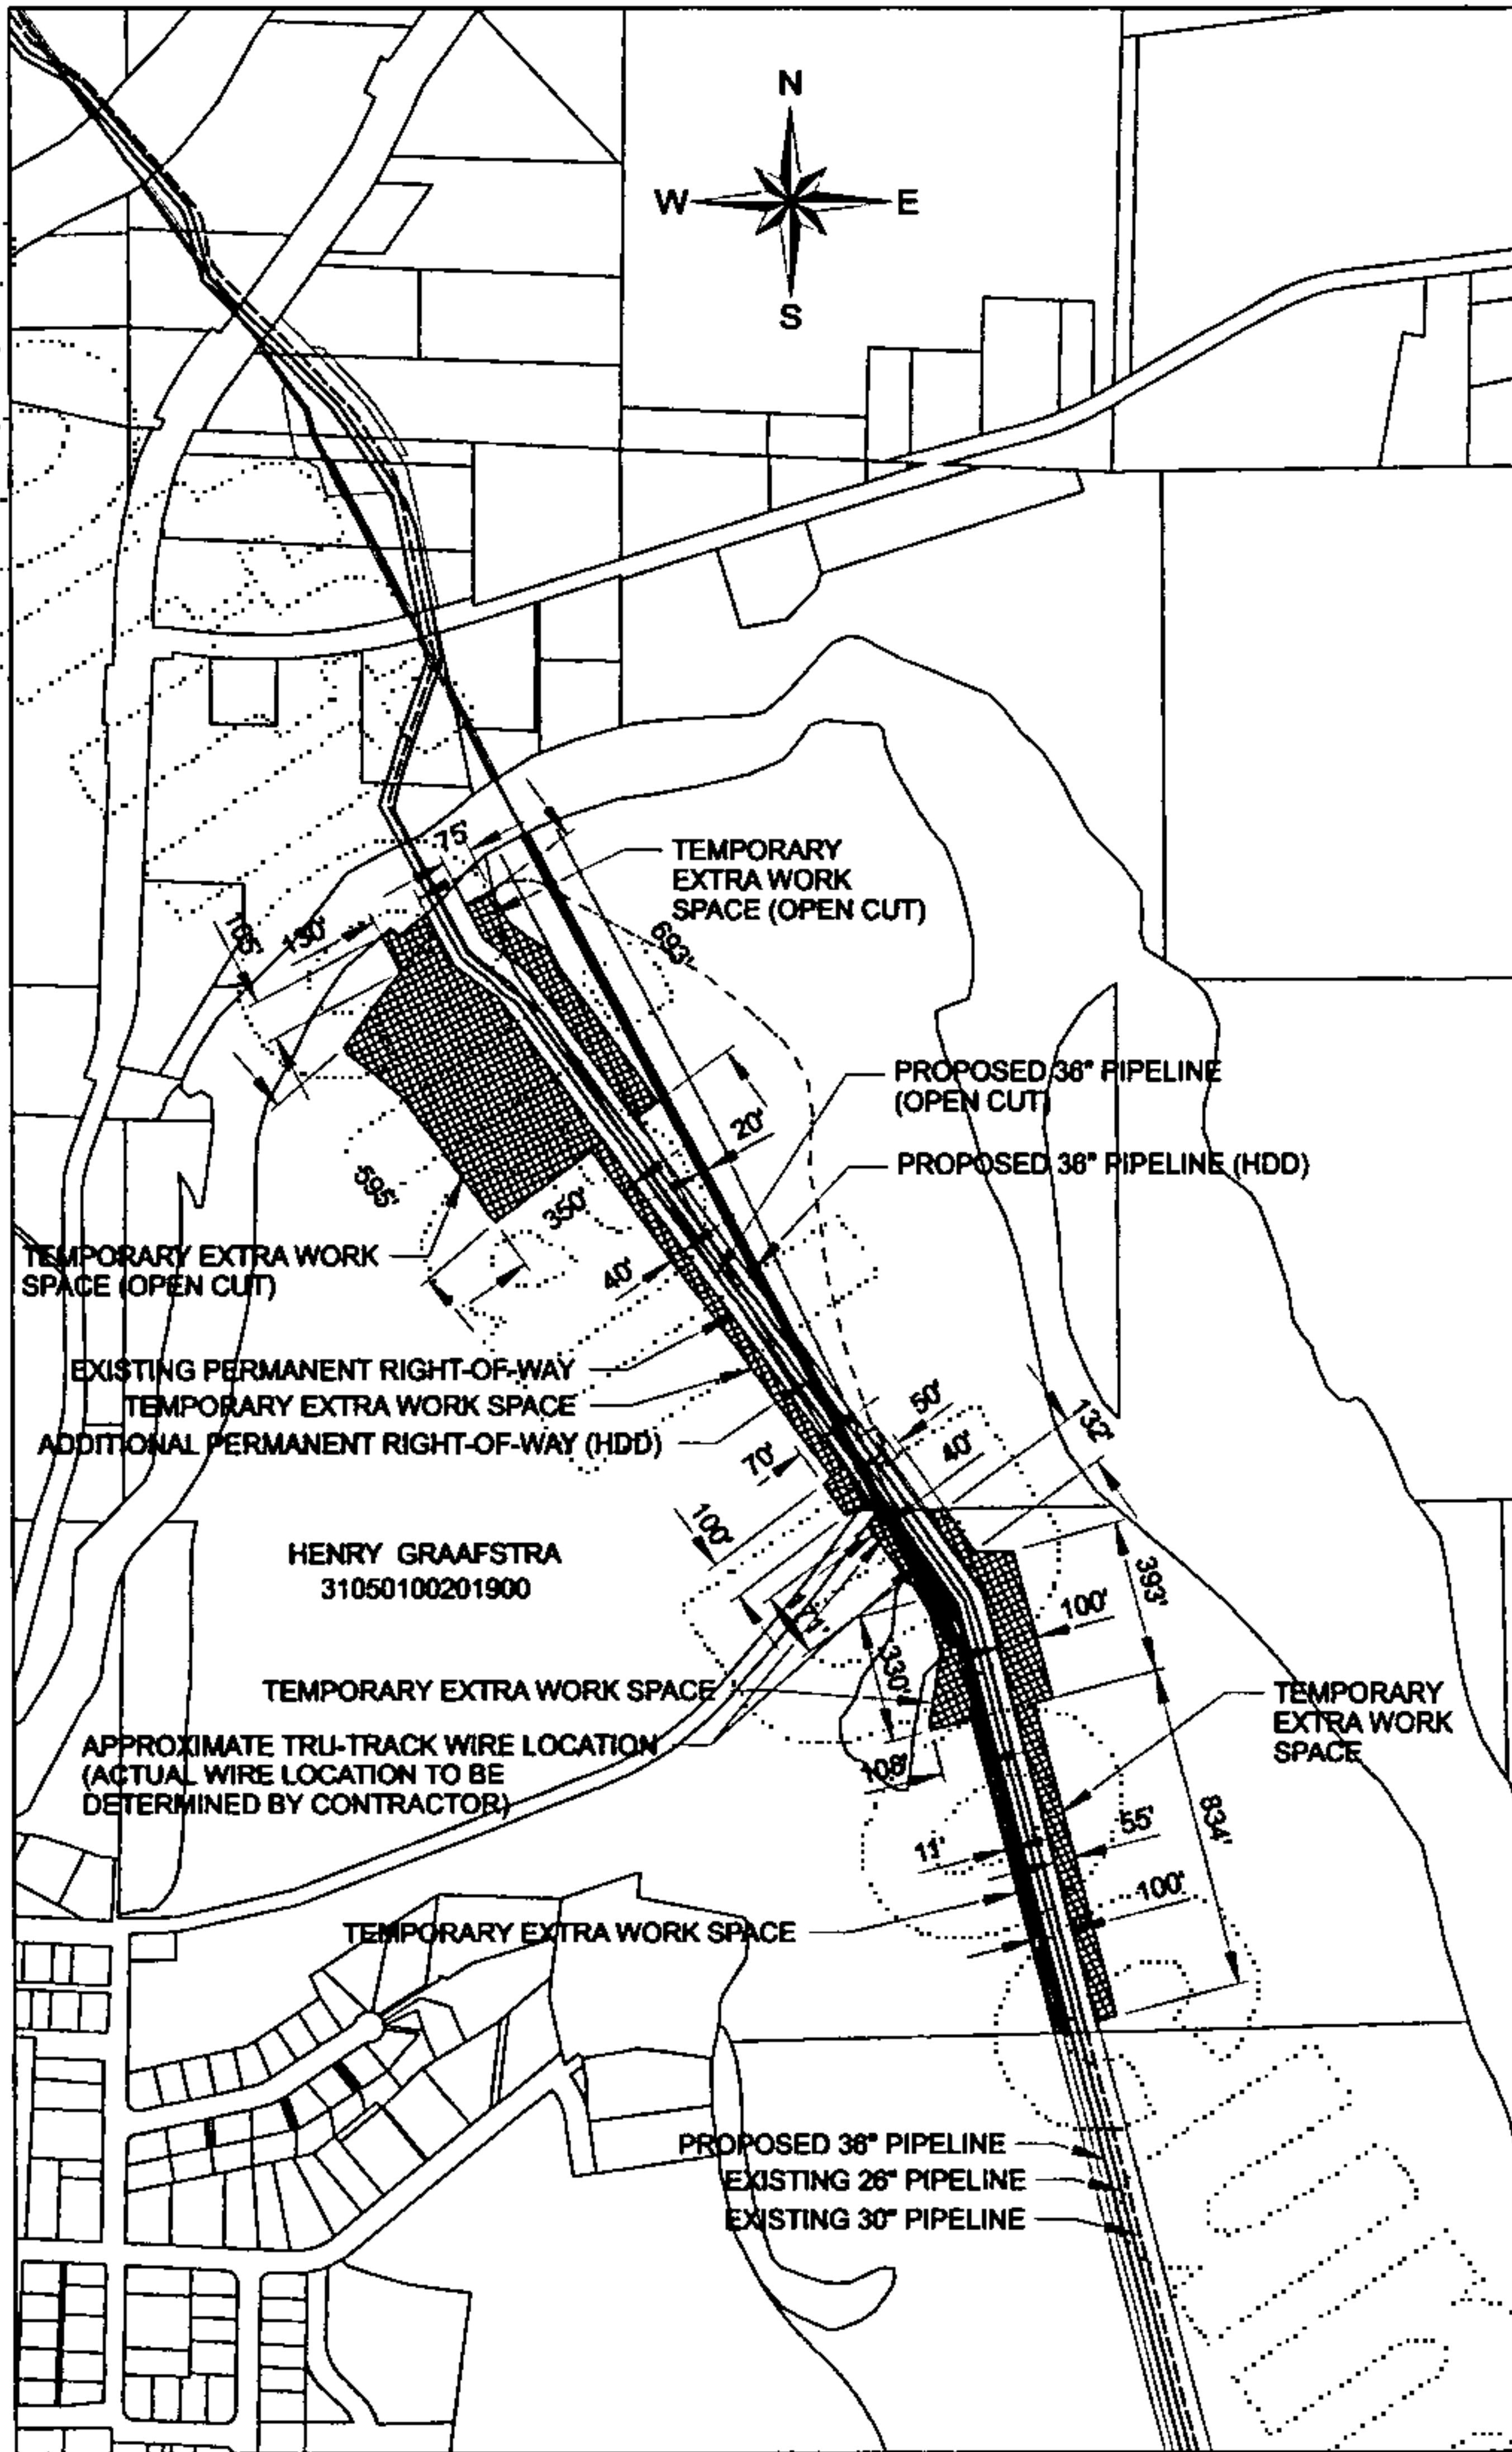 N
W E
S
75'
TEMPORARY
EXTRA WORK
SPACE (OPEN CUT)
105'
130'
693'
PROPOSED 36" PIPELINE
(OPEN CUT)
20'
PROPOSED 36" PIPELINE (HDD)
595'
350'
TEMPORARY EXTRA WORK
SPACE (OPEN CUT)
40'
EXISTING PERMANENT RIGHT-OF-WAY
TEMPORARY EXTRA WORK SPACE
ADDITIONAL PERMANENT RIGHT-OF-WAY (HDD)
50'
132'
40'
70'
100'
HENRY GRAAFSTRA
31050100201900
393'
100'
330'
TEMPORARY EXTRA WORK SPACE
TEMPORARY
EXTRA WORK
SPACE
APPROXIMATE TRU-TRACK WIRE LOCATION
(ACTUAL WIRE LOCATION TO BE
DETERMINED BY CONTRACTOR)
108'
834'
55'
11'
100'
TEMPORARY EXTRA WORK SPACE
PROPOSED 36" PIPELINE
EXISTING 26" PIPELINE
EXISTING 30" PIPELINE